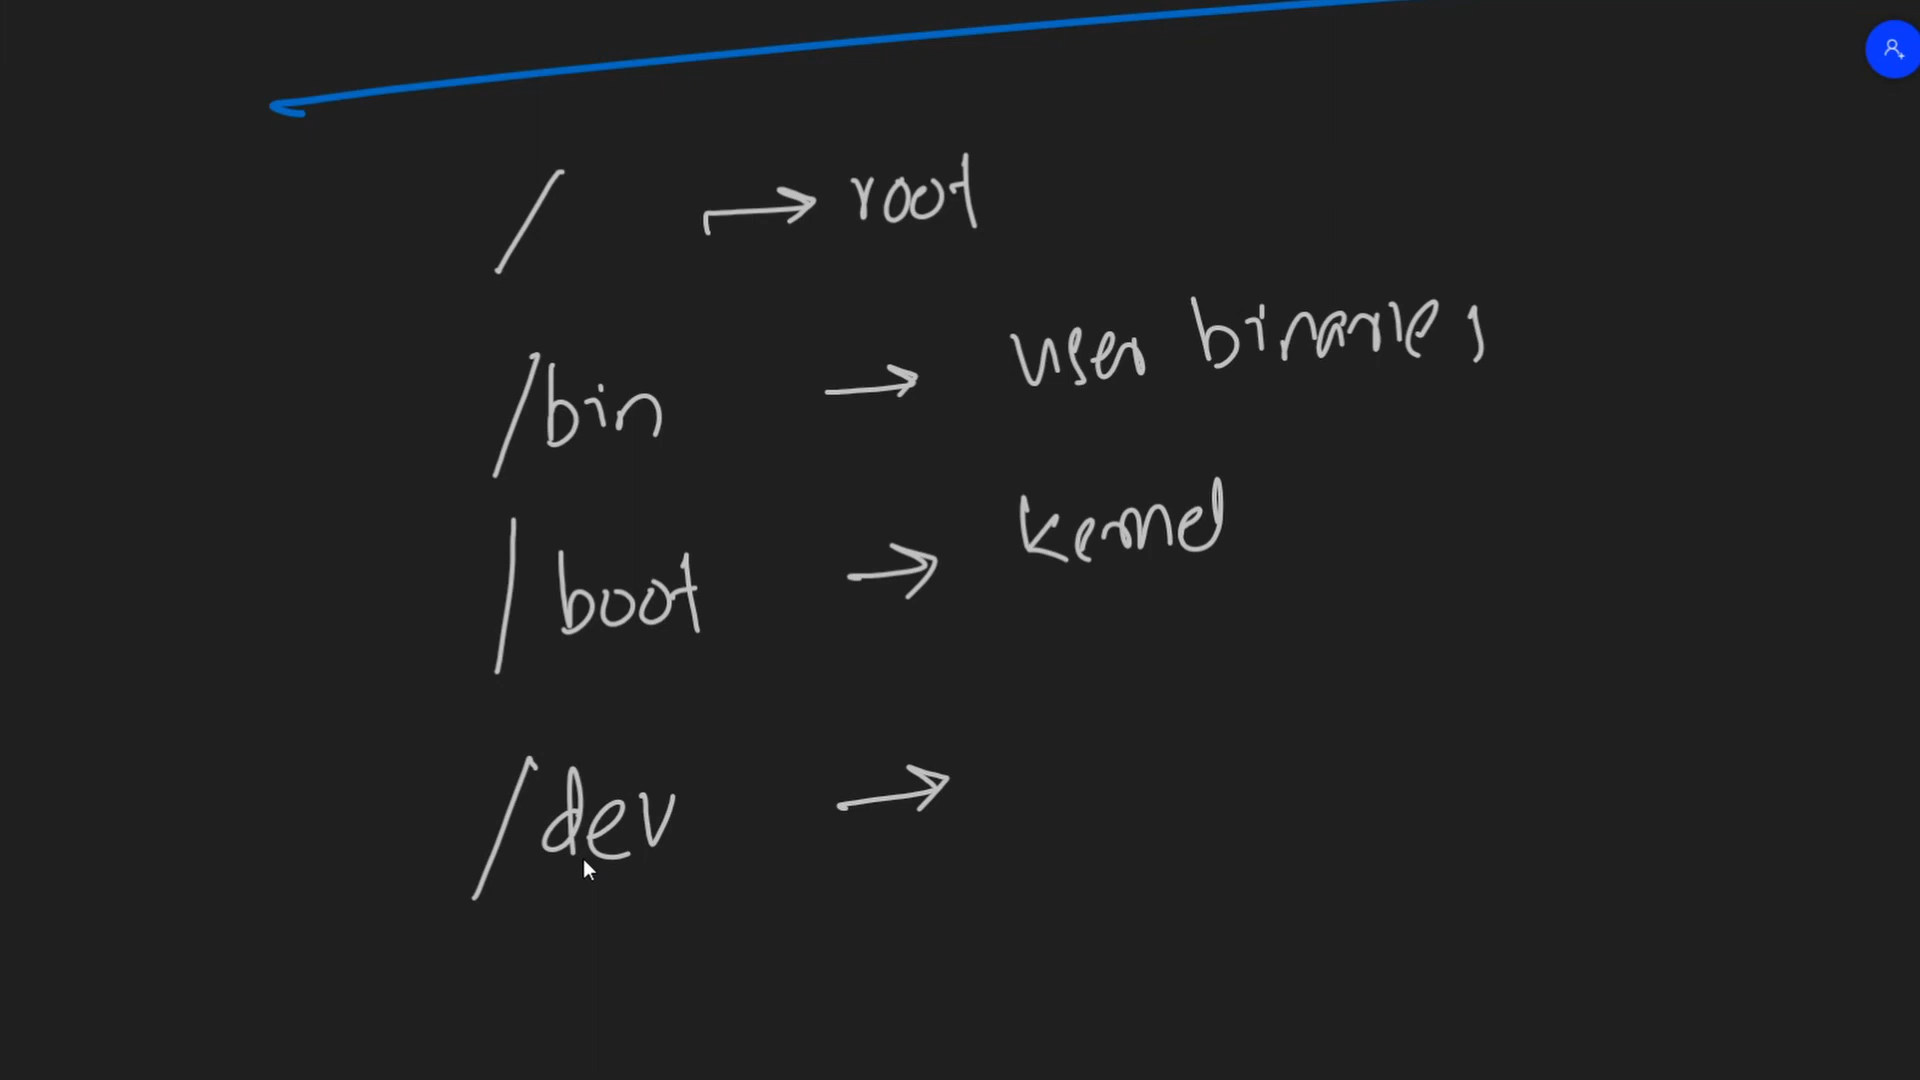 / → root
/bin → user binaries
/boot → kernel
/dev →